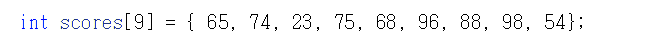 int scores[9] = { 65, 74, 23, 75, 68, 96, 88, 98, 54};